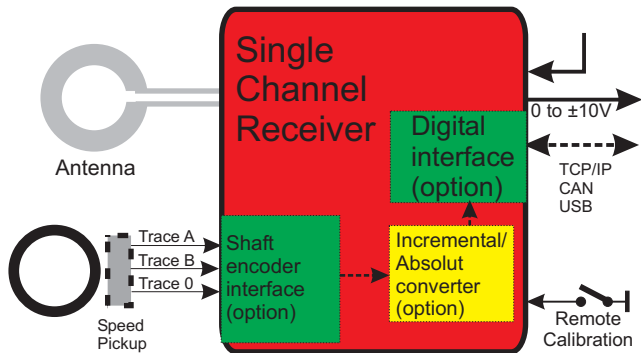 Single
Channel
Receiver
Antenna
0 to ±10V
Digital
interface
(option)
TCP/IP
CAN
USB
Trace A
Trace B
Trace 0
Speed
Pickup
Shaft
encoder
interface
(option)
Incremental/
Absolut
converter
(option)
Remote
Calibration